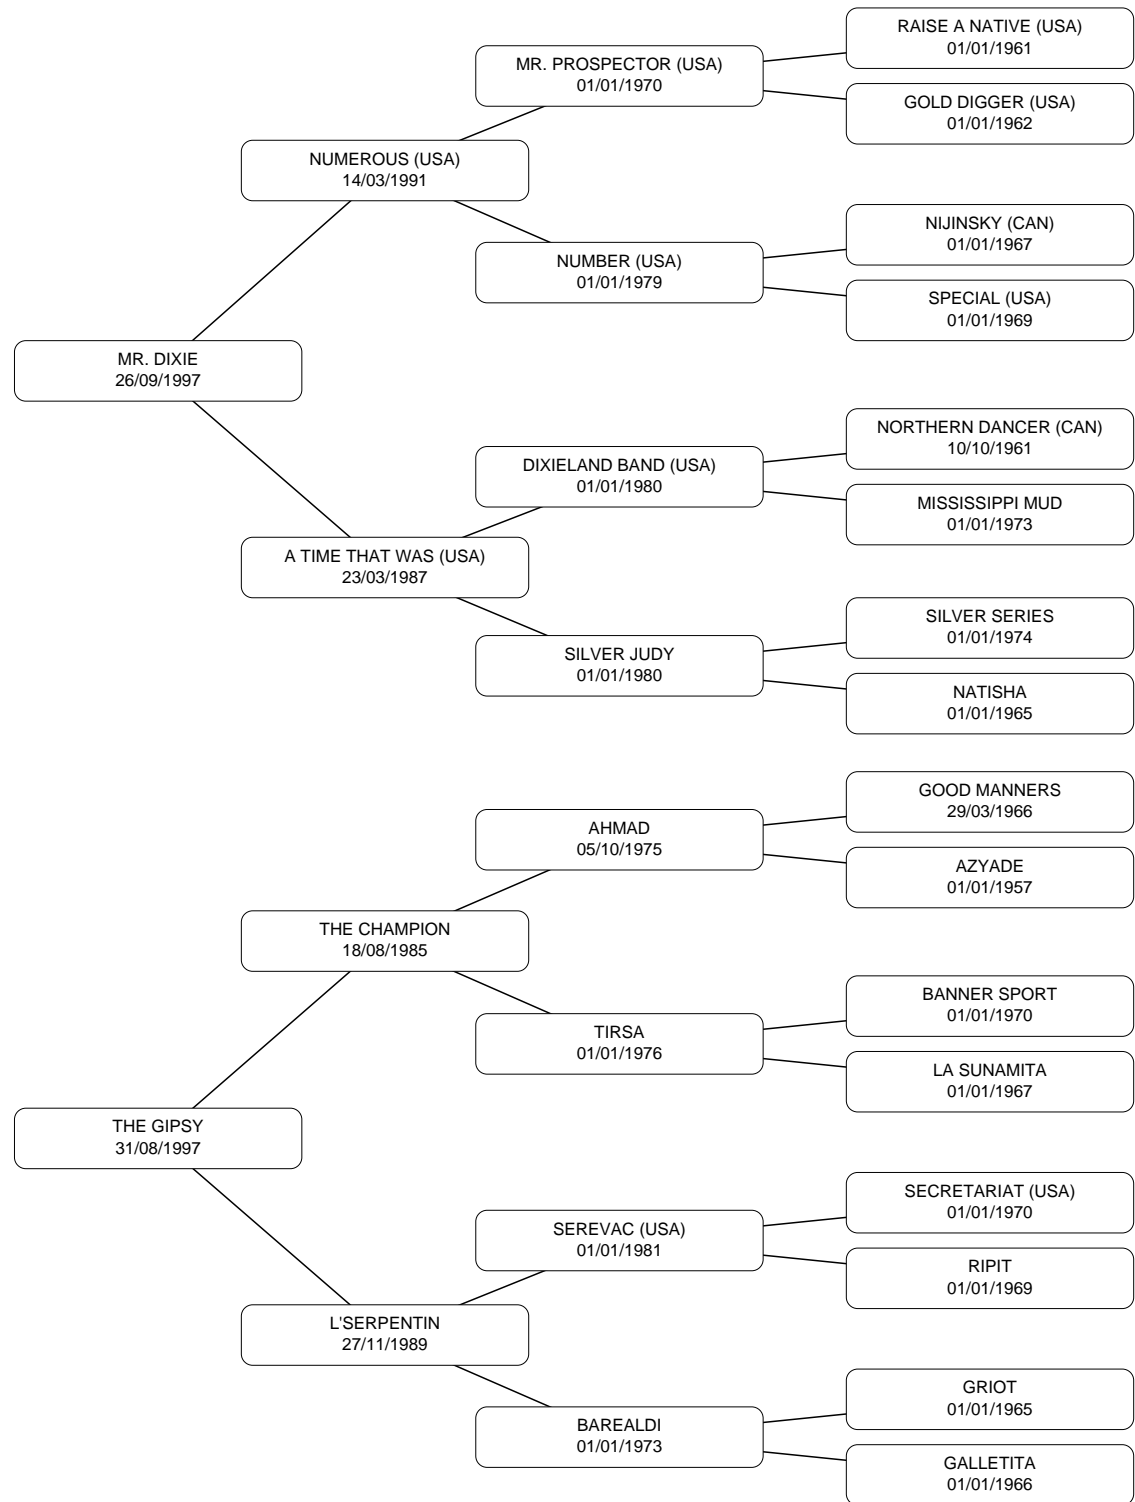 RAISE A NATIVE (USA)
01/01/1961
MR. PROSPECTOR (USA)
01/01/1970
GOLD DIGGER (USA)
01/01/1962
NUMEROUS (USA)
14/03/1991
NIJINSKY (CAN)
01/01/1967
NUMBER (USA)
01/01/1979
SPECIAL (USA)
01/01/1969
MR. DIXIE
26/09/1997
NORTHERN DANCER (CAN)
10/10/1961
DIXIELAND BAND (USA)
01/01/1980
MISSISSIPPI MUD
01/01/1973
A TIME THAT WAS (USA)
23/03/1987
SILVER SERIES
01/01/1974
SILVER JUDY
01/01/1980
NATISHA
01/01/1965
GOOD MANNERS
29/03/1966
AHMAD
05/10/1975
AZYADE
01/01/1957
THE CHAMPION
18/08/1985
BANNER SPORT
01/01/1970
TIRSA
01/01/1976
LA SUNAMITA
01/01/1967
THE GIPSY
31/08/1997
SECRETARIAT (USA)
01/01/1970
SEREVAC (USA)
01/01/1981
RIPIT
01/01/1969
L'SERPENTIN
27/11/1989
GRIOT
01/01/1965
BAREALDI
01/01/1973
GALLETITA
01/01/1966